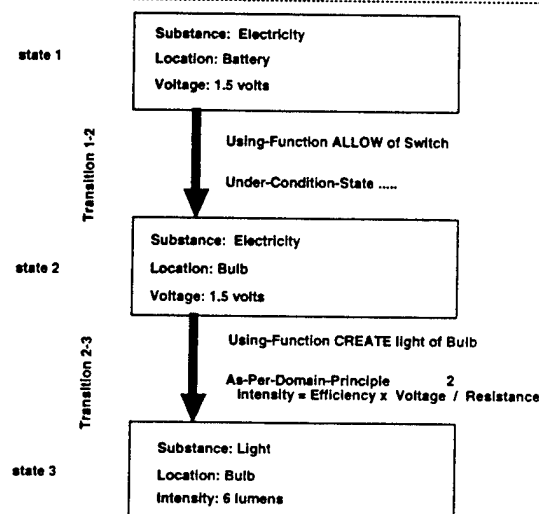 Substance: Electricity
state 1
Location: Battery
Voltage: 1.5 volts
Transition 1-2
Using-Function ALLOW of Switch
Under-Condition-State .....
Substance: Electricity
state 2
Location: Bulb
Voltage: 1.5 volts
Transition 2-3
Using-Function CREATE light of Bulb
As-Per-Domain-Principle 2
Intensity = Efficiency x Voltage / Resistance
Substance: Light
state 3
Location: Bulb
Intensity: 6 lumens